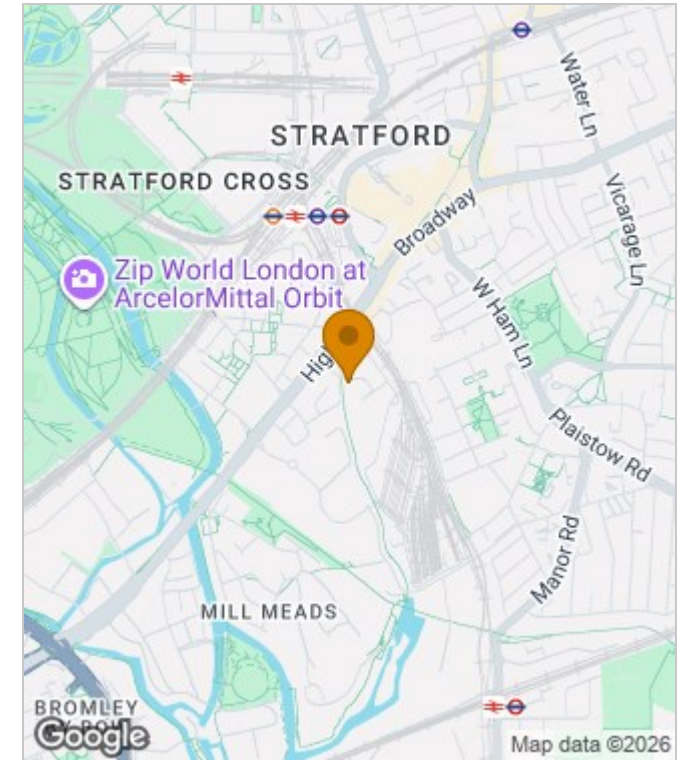 Water Ln
STRATFORD
STRATFORD CROSS
Vicarage Ln
Broadway
Zip World London at
ArcelorMittal Orbit
W Ham Ln
Hig
Plaistow Rd
Manor Rd
MILL MEADS
BROMLEY
Google
Map data ©2026